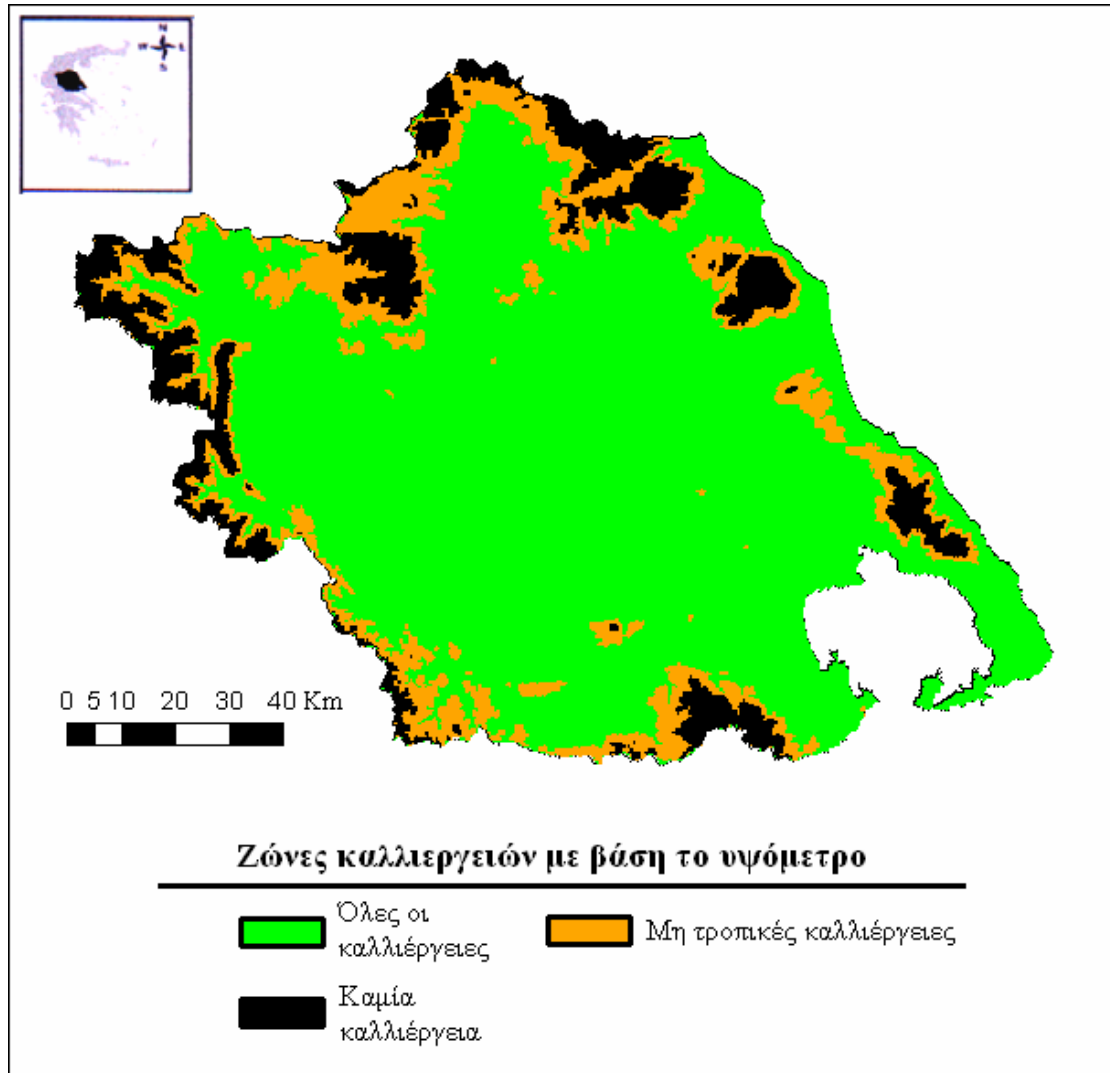 N
S
0 5 10 20 30 40 Km
Ζώνες καλλιεργειών με βάση το υψόμετρο
Όλες οι
καλλιέργειες
Μη τροπικές καλλιέργειες
Καμία
καλλιέργεια